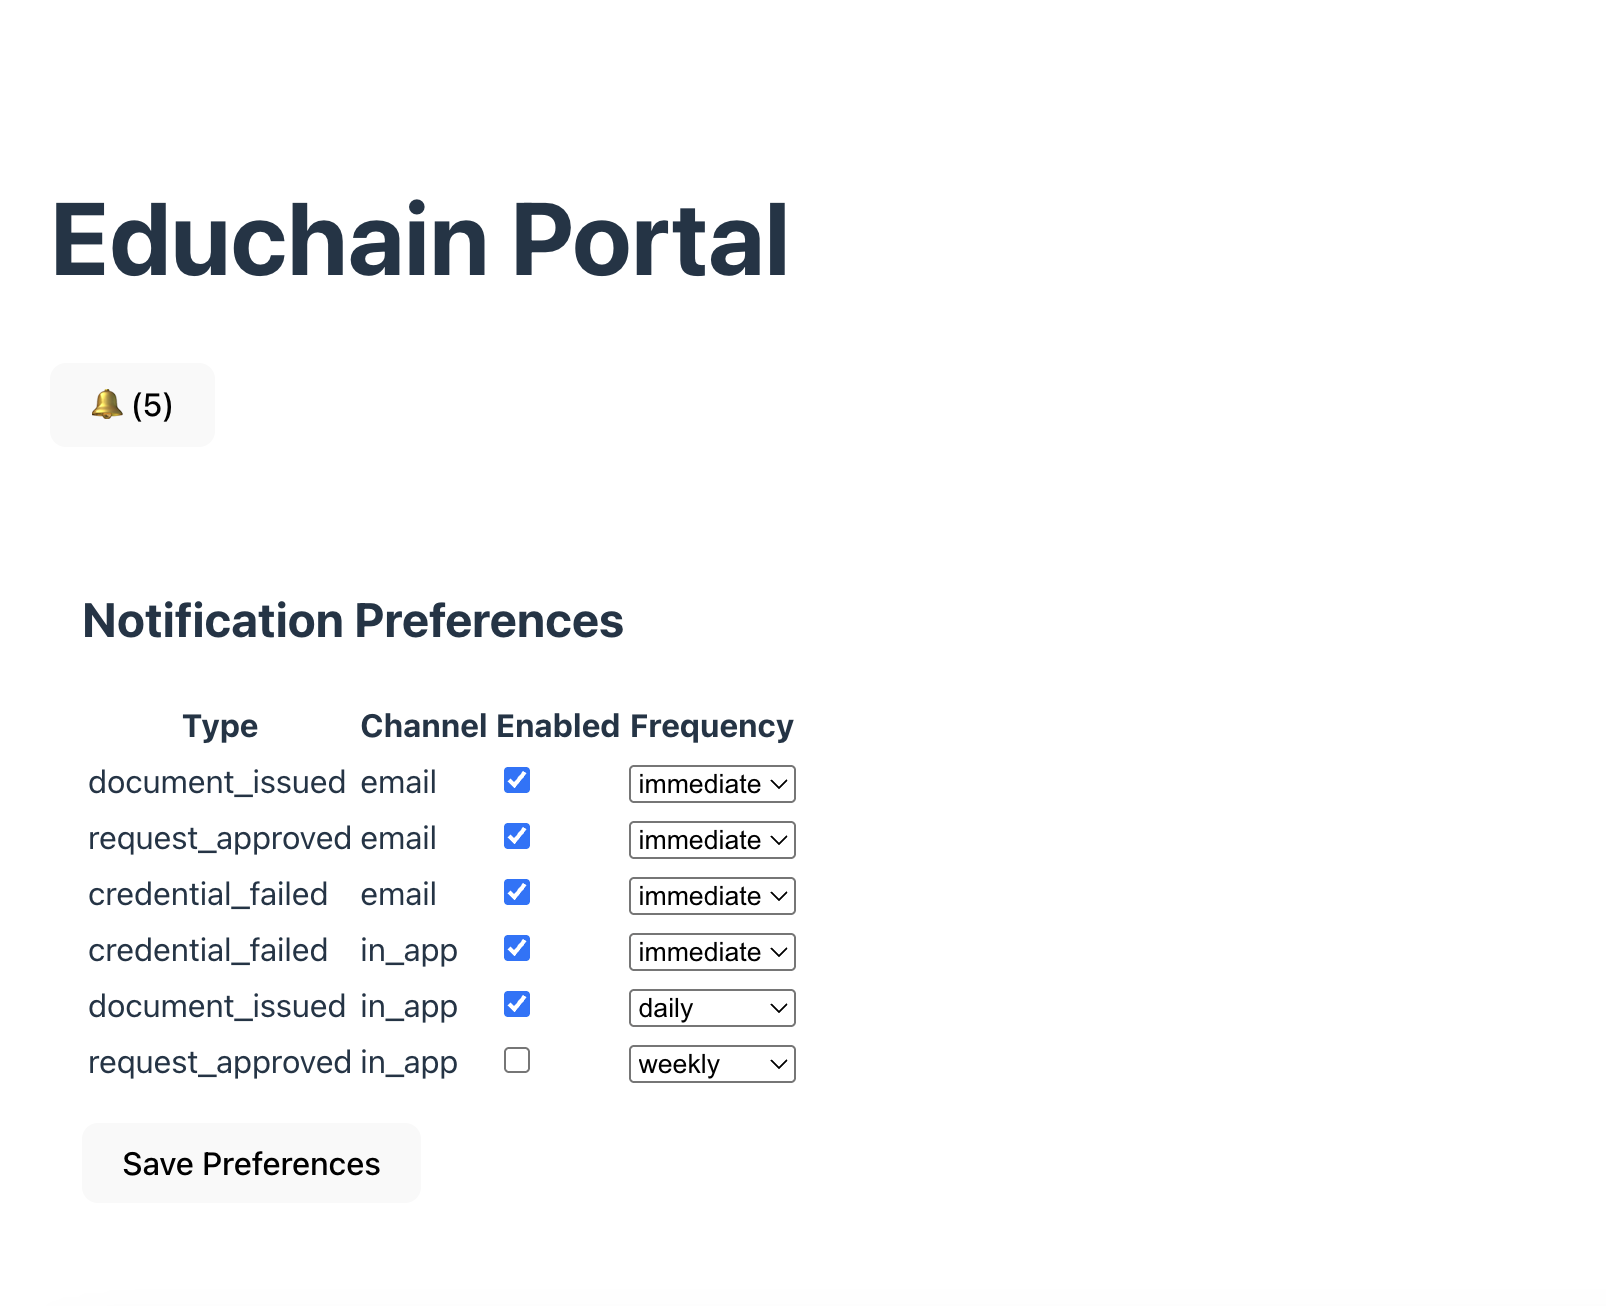 Educhain Portal
🔔 (5)
Notification Preferences
Type Channel Enabled Frequency
document_issued email immediate
request_approved email immediate
credential_failed email immediate
credential_failed in_app immediate
document_issued in_app daily
request_approved in_app weekly
Save Preferences